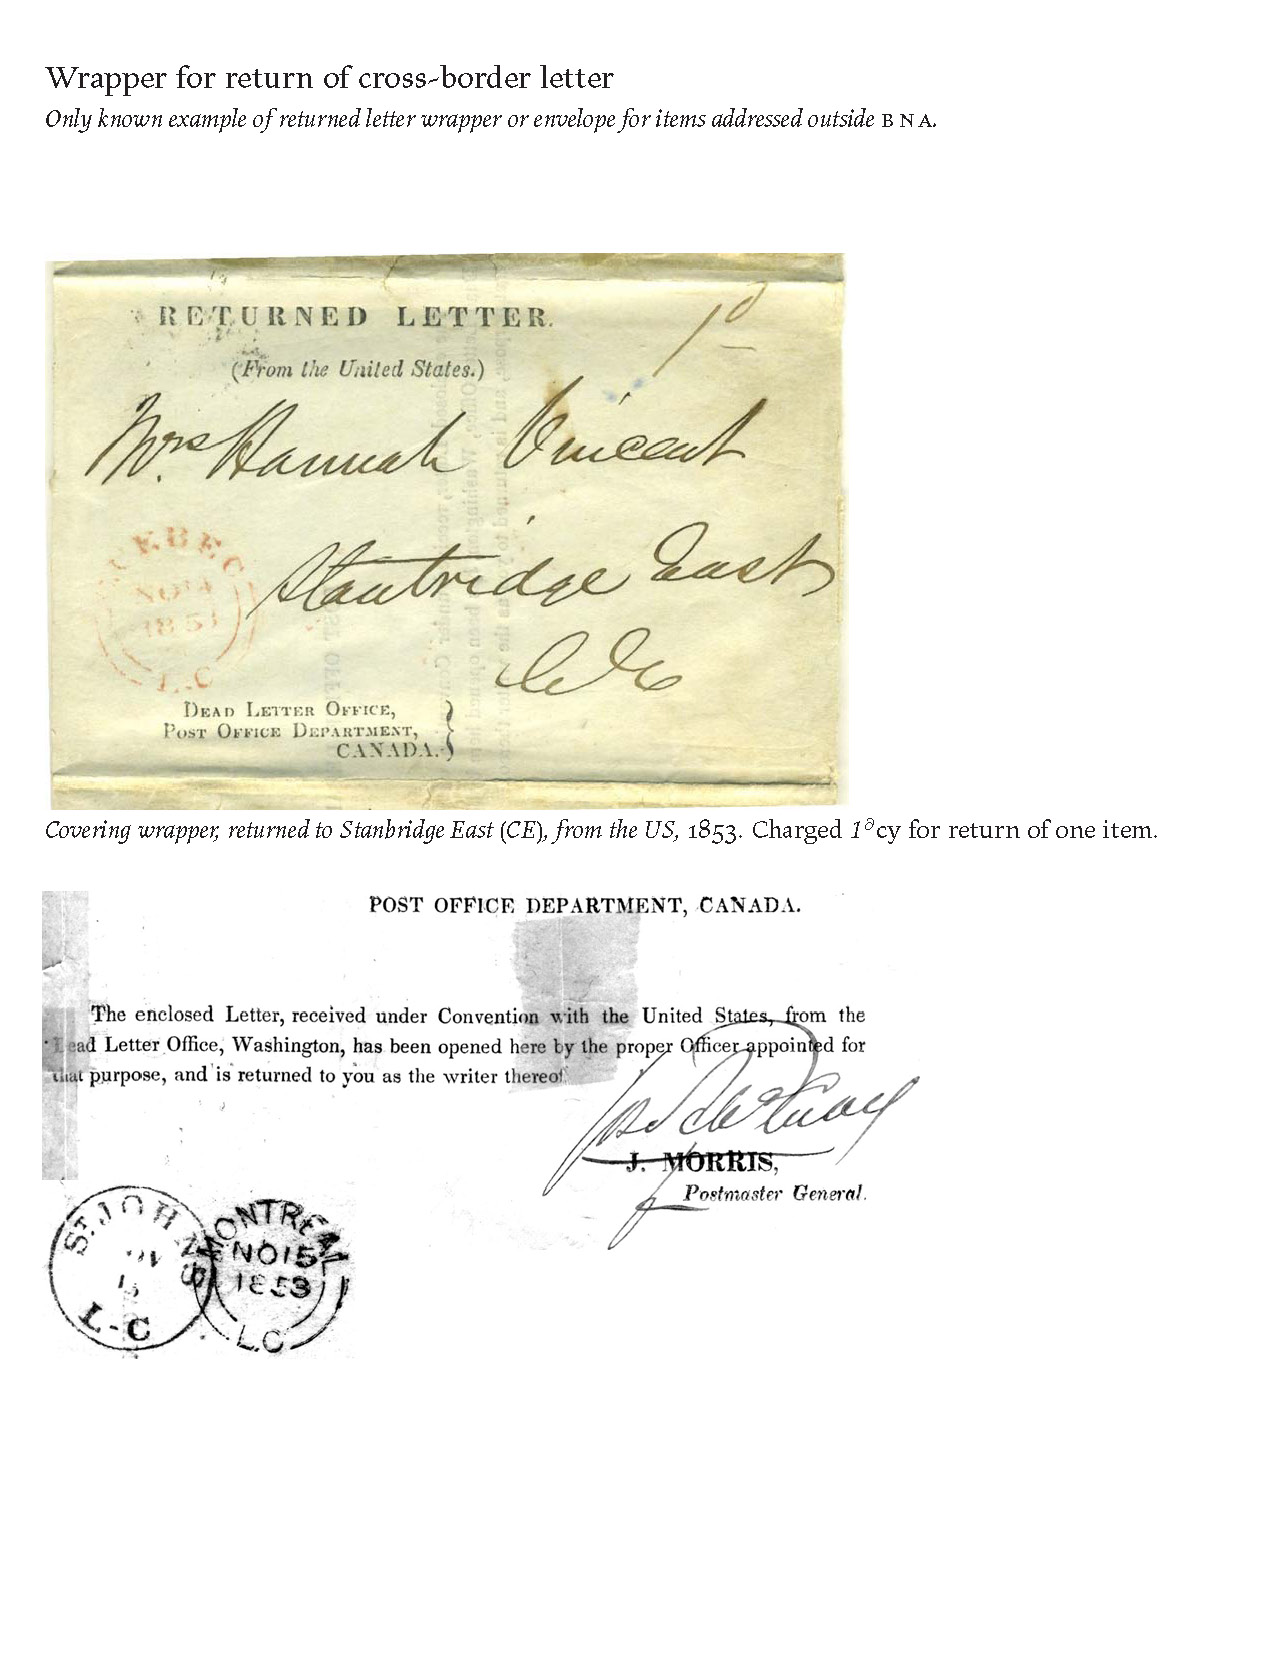 Wrapper for return of cross-border letter
Only known example of returned letter wrapper or envelope for items addressed outside BNA.
RETURNED LETTER.
1d
(From the United States.)
Mrs. Hannah Vincent
Stanbridge East
QUEBEC
NO 14
1853
L.C
C E
DEAD LETTER OFFICE,
POST OFFICE DEPARTMENT,
CANADA.
Covering wrapper, returned to Stanbridge East (CE), from the US, 1853. Charged 1dcy for return of one item.
POST OFFICE DEPARTMENT, CANADA.
The enclosed Letter, received under Convention with the United States, from the
Dead Letter Office, Washington, has been opened here by the proper Officer appointed for
that purpose, and is returned to you as the writer thereof
J. MORRIS,
Postmaster General.
ST. JOHNS
L-C
MONTREAL
NO 15
1853
L.C